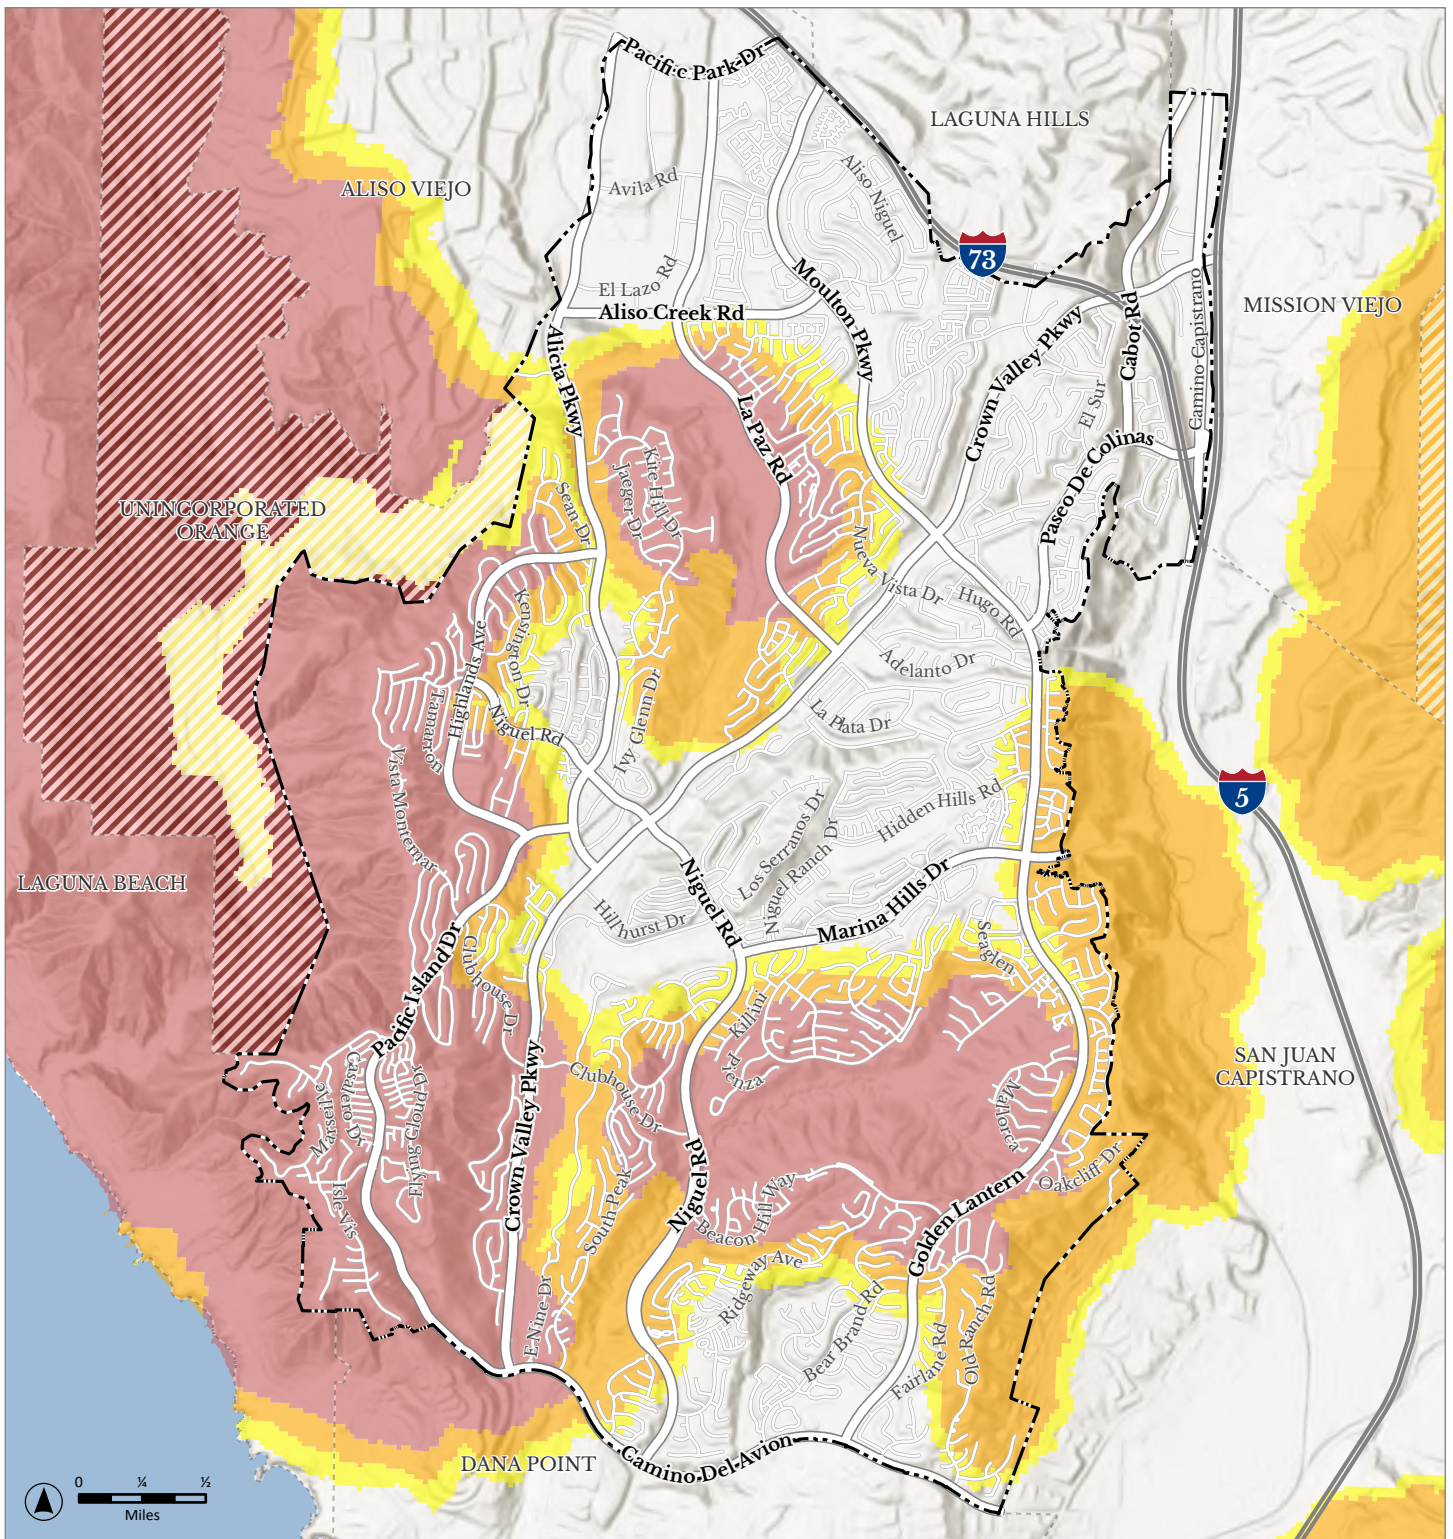 Pacific Park Dr
LAGUNA HILLS
ALISO VIEJO
Avila Rd
Aliso Niguel
73
El Lazo Rd
Aliso Creek Rd
Moulton Pkwy
MISSION VIEJO
Camino Capistrano
Cabot Rd
Crown Valley Pkwy
Alicia Pkwy
La Paz Rd
El Sur
Paseo De Colinas
Kite Hill Dr
Jaeger Dr
Sean Dr
UNINCORPORATED
ORANGE
Nueva Vista Dr
Hugo Rd
Kensington Dr
Highlands Ave
Adelanto Dr
Tamarron
Niguel Rd
Ivy Glenn Dr
La Plata Dr
Vista Montemar
5
Hidden Hills Rd
Los Serranos Dr
Niguel Ranch Dr
LAGUNA BEACH
Niguel Rd
Marina Hills Dr
Hillhurst Dr
Seaglen
Pacific Island Dr
Clubhouse Dr
Killini
SAN JUAN
CAPISTRANO
Crown Valley Pkwy
Clubhouse Dr
Yenza Pl
Casalero Dr
Marseille
Flying Cloud Dr
Mallorca
Niguel Rd
Oakcliff Dr
Isle Vis
South Peak
Beacon Hill Way
Golden Lantern
Ridgeway Ave
E Nine Dr
Bear Brand Rd
Old Ranch Rd
Fairlane Rd
Camino Del Avion
DANA POINT
0 ¼ ½
Miles